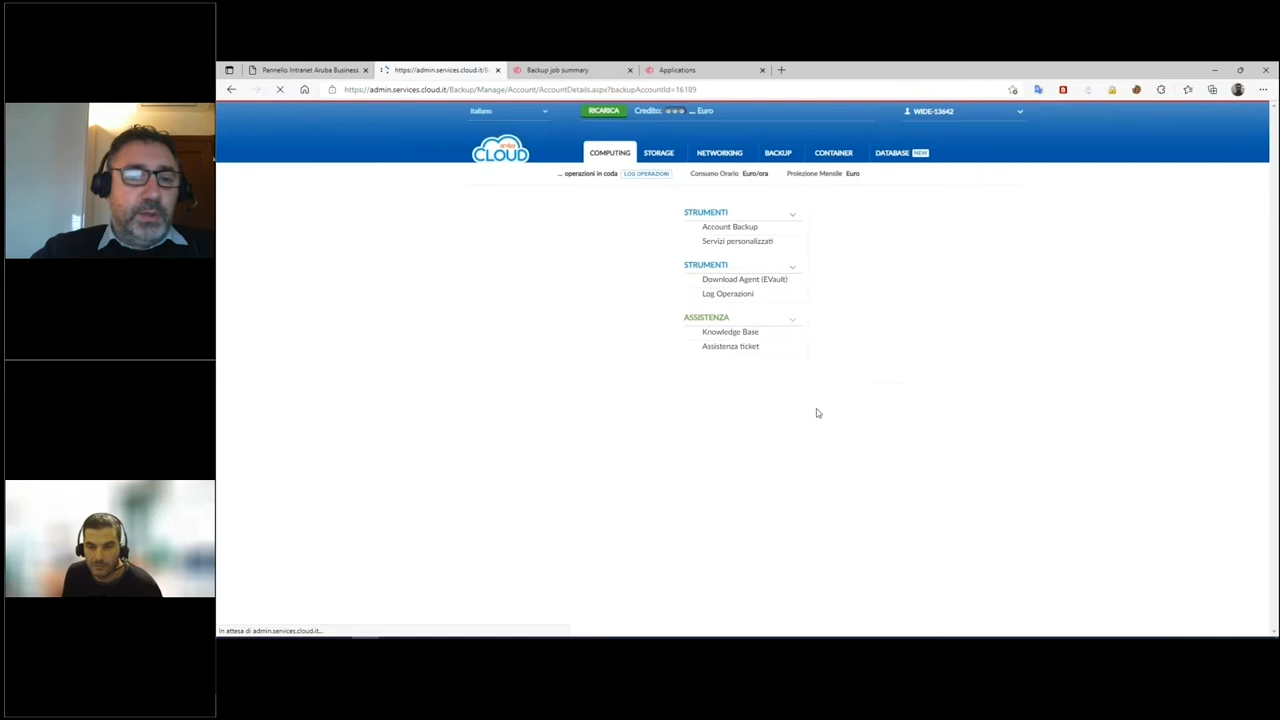 Pannello Intranet Aruba Business
https://admin.services.cloud.it/B
Backup job summary
Applications
https://admin.services.cloud.it/Backup/Manage/Account/AccountDetails.aspx?backupAccountId=16189
Italiano
RICARICA
Credito: ... Euro
WIDE-13642
aruba
CLOUD
COMPUTING
STORAGE
NETWORKING
BACKUP
CONTAINER
DATABASE NEW
... operazioni in coda LOG OPERAZIONI
Consumo Orario Euro/ora
Proiezione Mensile Euro
STRUMENTI
Account Backup
Servizi personalizzati
STRUMENTI
Download Agent (EVault)
Log Operazioni
ASSISTENZA
Knowledge Base
Assistenza ticket
In attesa di admin.services.cloud.it...